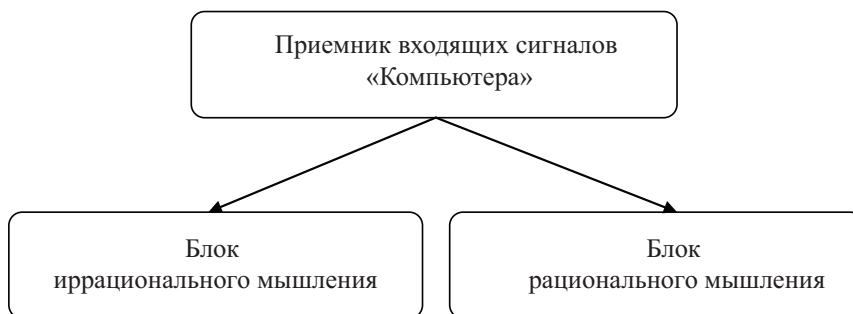 Приемник входящих сигналов
«Компьютера»
Блок
иррационального мышления
Блок
рационального мышления